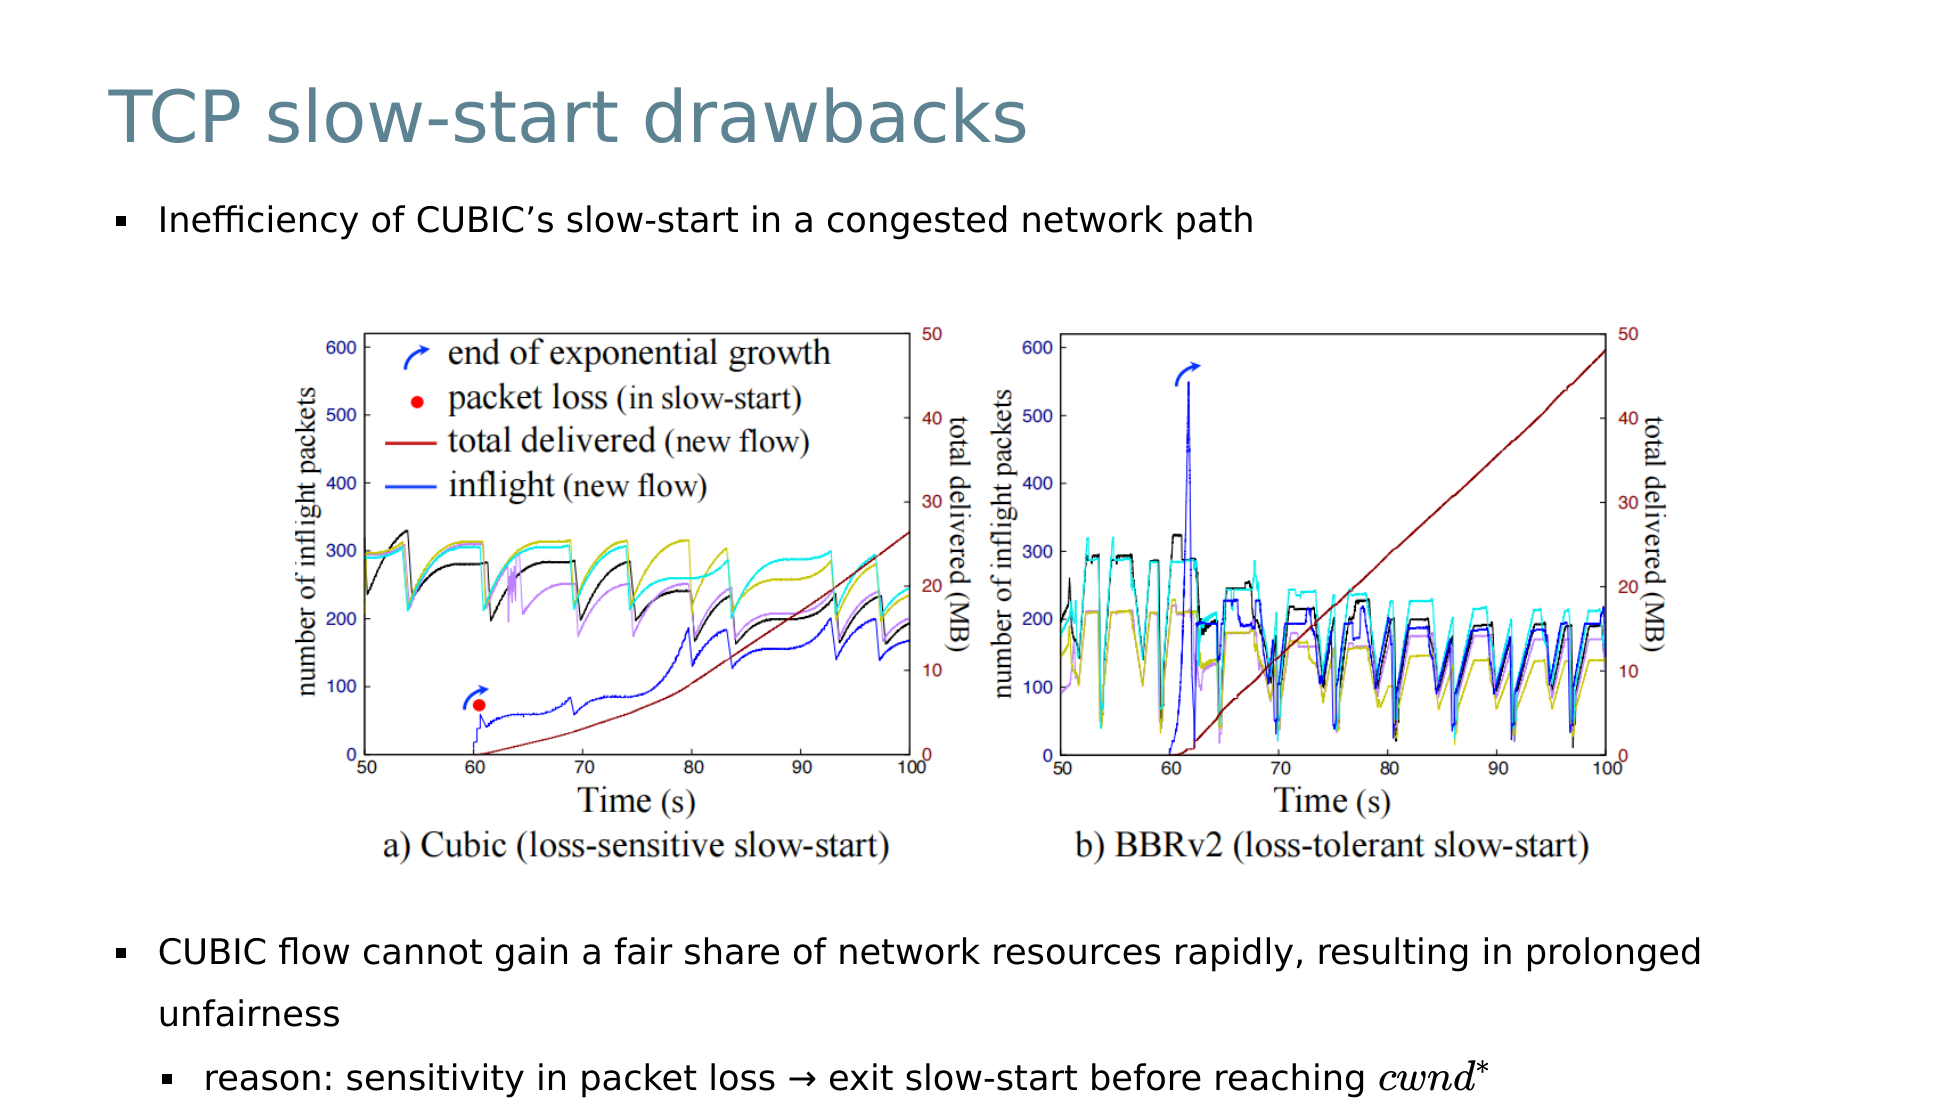 TCP slow-start drawbacks
▪ Inefficiency of CUBIC’s slow-start in a congested network path
end of exponential growth
packet loss (in slow-start)
total delivered (new flow)
inflight (new flow)
number of inflight packets
600
500
400
300
200
100
0
50
40
30
20
10
0
total delivered (MB)
50 60 70 80 90 100
Time (s)
a) Cubic (loss-sensitive slow-start)
number of inflight packets
600
500
400
300
200
100
0
50
40
30
20
10
0
total delivered (MB)
50 60 70 80 90 100
Time (s)
b) BBRv2 (loss-tolerant slow-start)
▪ CUBIC flow cannot gain a fair share of network resources rapidly, resulting in prolonged
unfairness
▪ reason: sensitivity in packet loss → exit slow-start before reaching cwnd*